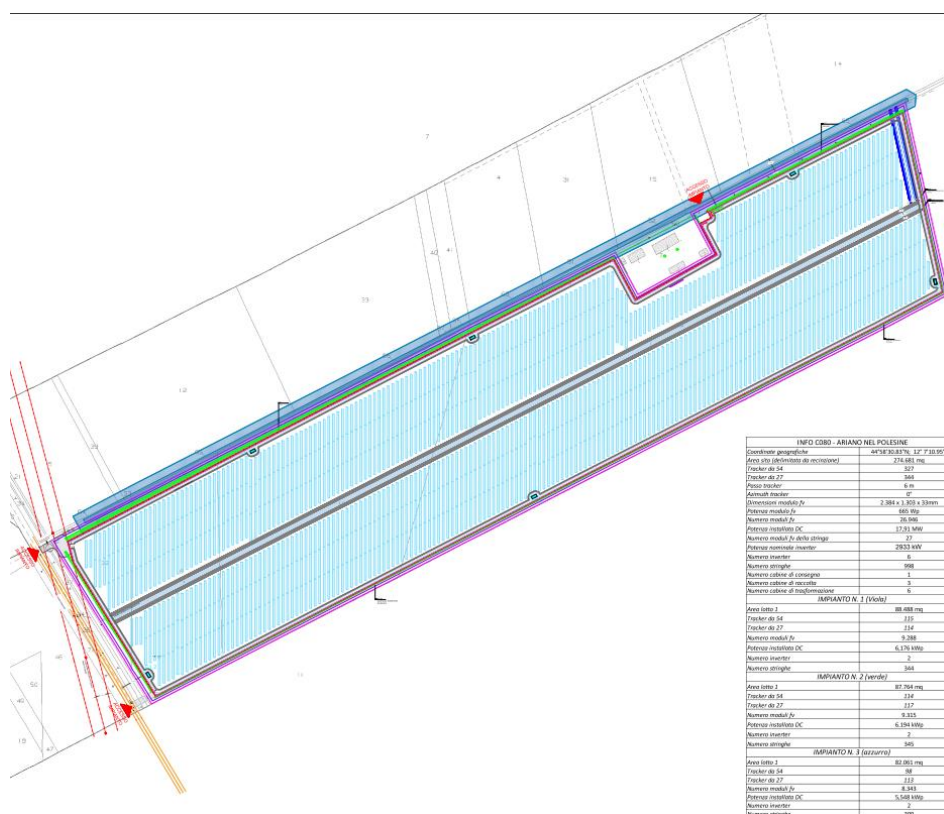 7
14
4
31
15
41
40
33
12
39
INFO C080 - ARIANO NEL POLESINE
Coordinate geografiche 44°58'30.83"N; 12° 7'10.95"
Area sito (delimitata da recinzione) 274.681 mq
Tracker da 54 327
Tracker da 27 344
Passo tracker 6 m
Azimuth tracker 0°
Dimensioni modulo fv 2.384 x 1.303 x 33mm
Potenza modulo fv 665 Wp
Numero moduli fv 26.946
Potenza installata DC 17,91 MW
Numero moduli fv della stringa 27
Potenza nominale inverter 2933 kW
Numero inverter 6
Numero stringhe 998
Numero cabine di consegna 1
Numero cabine di raccolta 3
Numero cabine di trasformazione 6
IMPIANTO N. 1 (Viola)
Area lotto 1 88.488 mq
Tracker da 54 115
Tracker da 27 114
Numero moduli fv 9.288
Potenza installata DC 6,176 kWp
Numero inverter 2
Numero stringhe 344
IMPIANTO N. 2 (verde)
Area lotto 1 87.764 mq
Tracker da 54 114
Tracker da 27 117
Numero moduli fv 9.315
Potenza installata DC 6.194 kWp
Numero inverter 2
Numero stringhe 345
IMPIANTO N. 3 (azzurro)
Area lotto 1 82.061 mq
Tracker da 54 98
Tracker da 27 113
Numero moduli fv 8.343
Potenza installata DC 5,548 kWp
Numero inverter 2
Numero stringhe